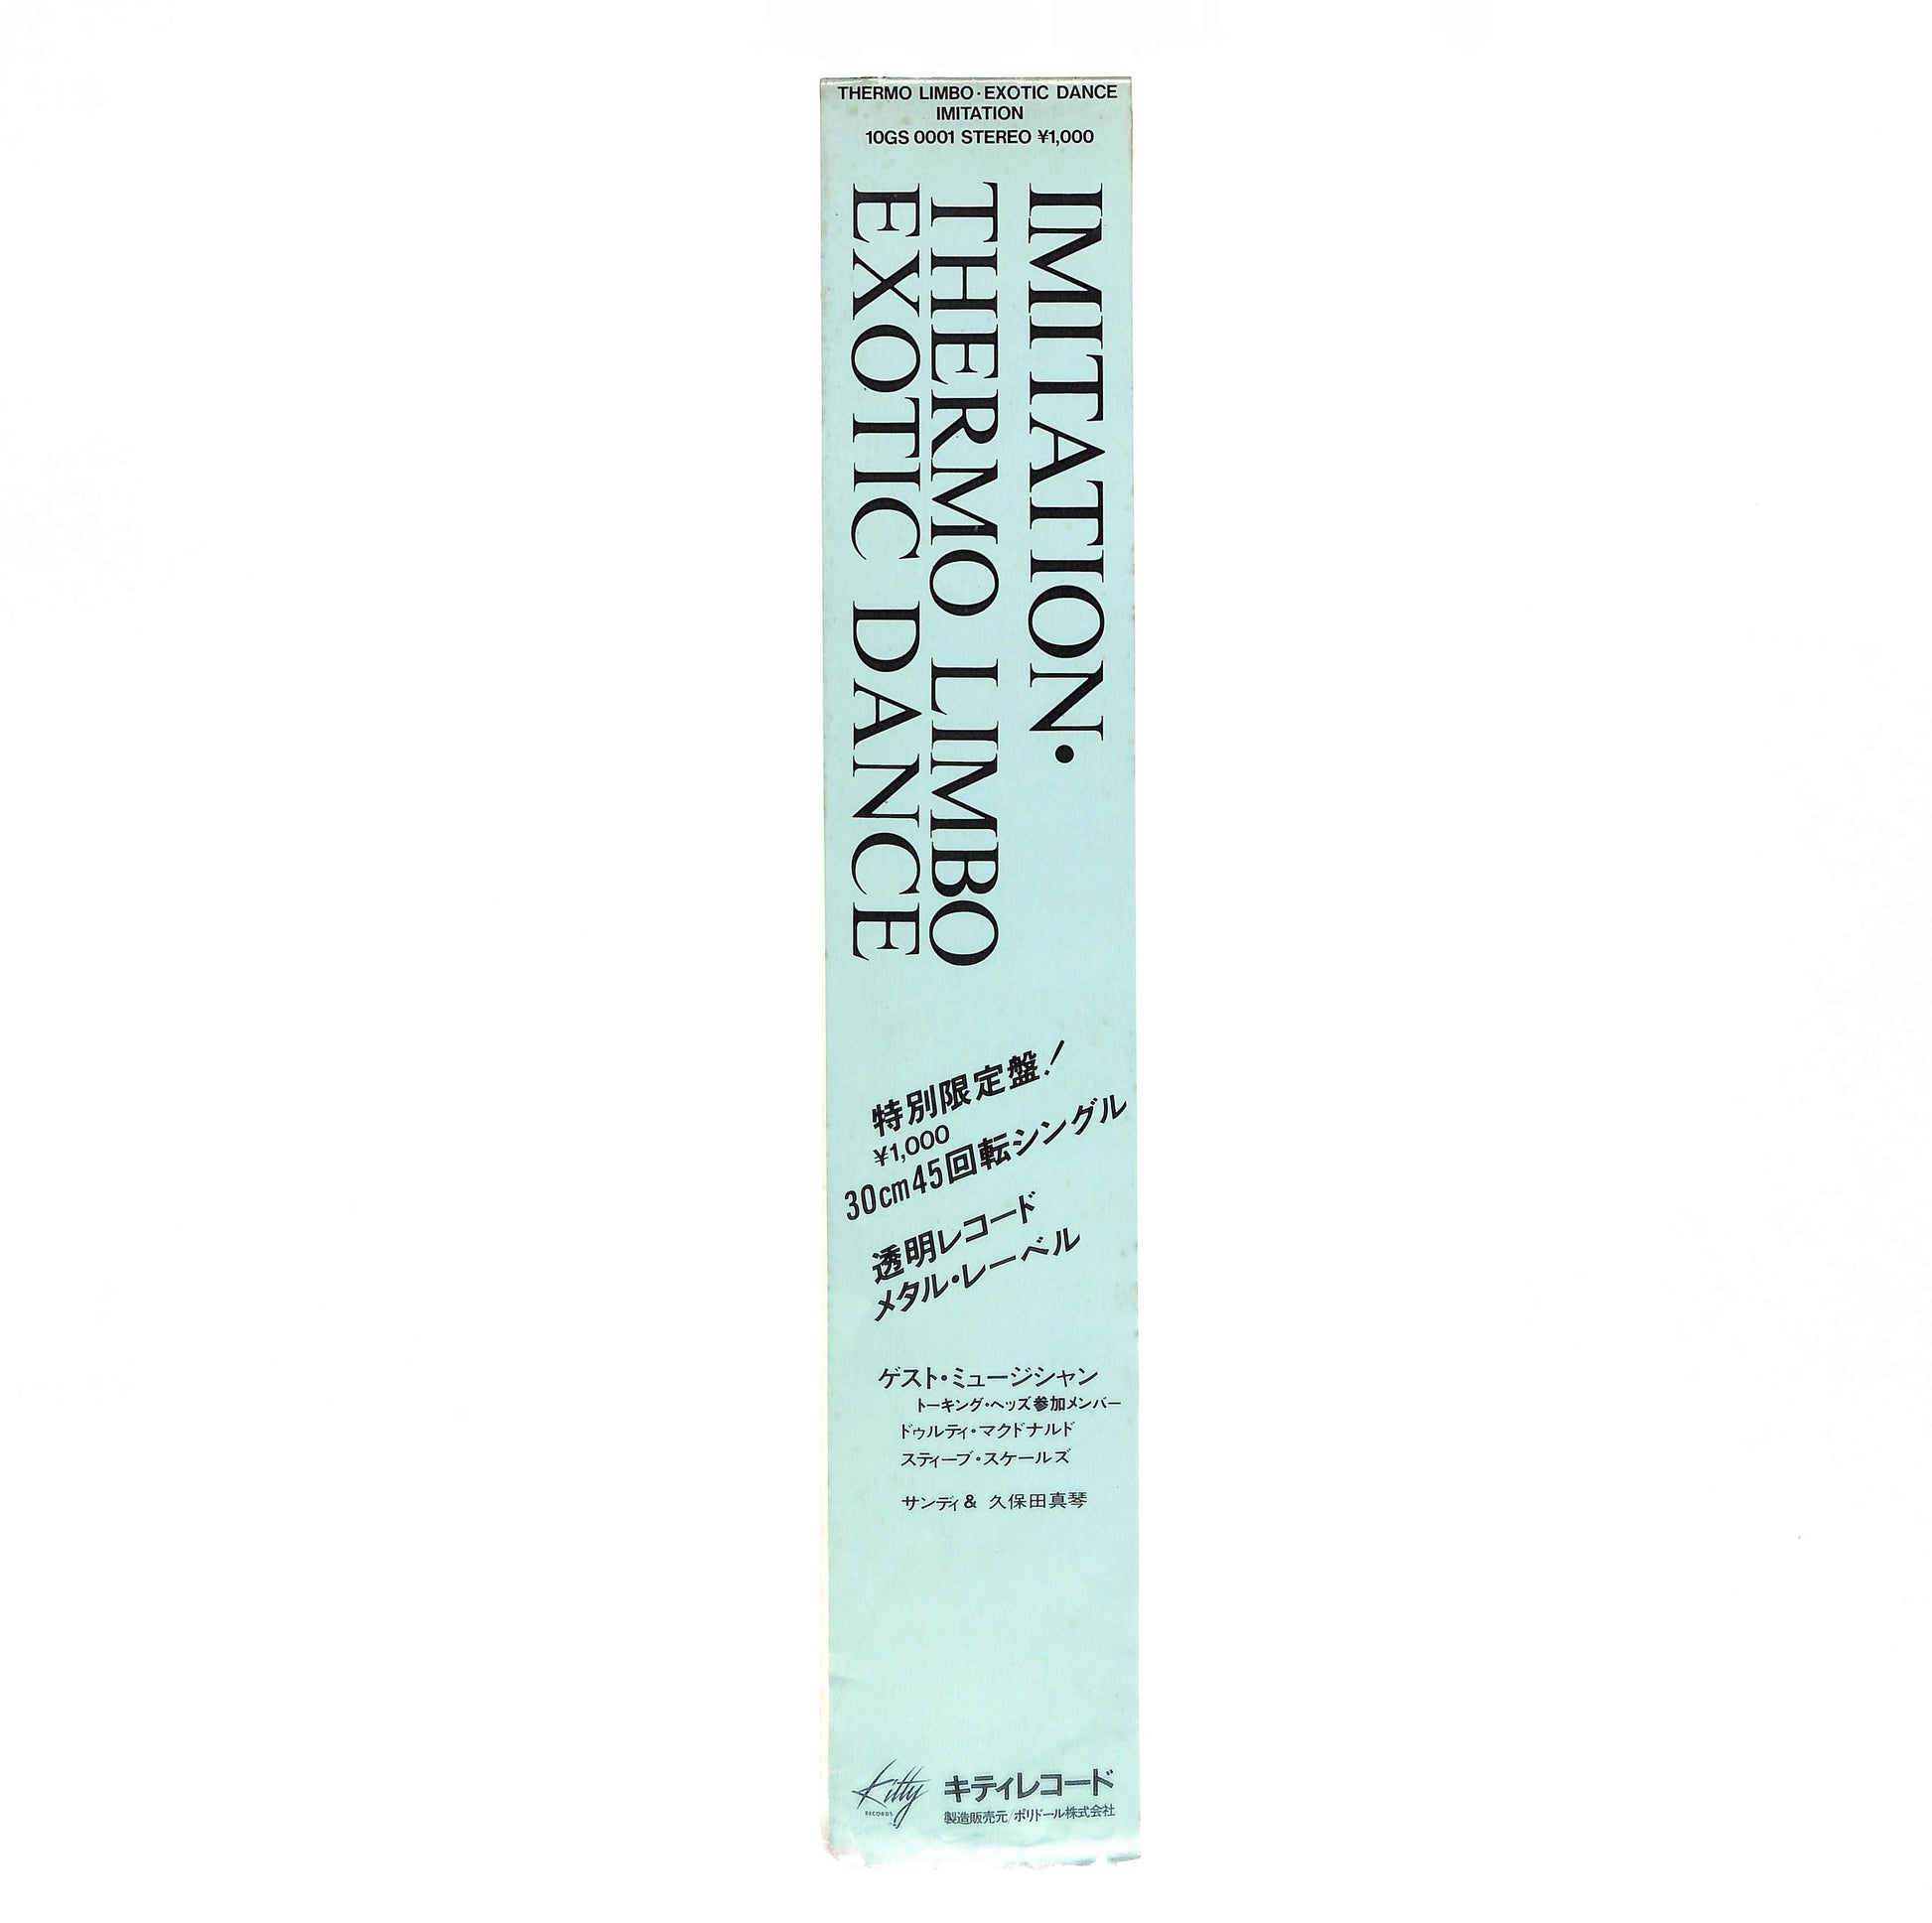 THERMO LIMBO·EXOTIC DANCE
IMITATION
10GS 0001 STEREO ¥1,000
IMITATION.
THERMO LIMBO
EXOTIC DANCE
特別限定盤!
¥1,000
30cm45回転シングル
透明レコード
メタル・レーベル
ゲスト・ミュージシャン
トーキング・ヘッズ参加メンバー
ドゥルティ・マクドナルド
スティーブ・スケールズ
サンディ& 久保田真琴
Kitty
RECORDS
キティレコード
製造販売元/ポリドール株式会社